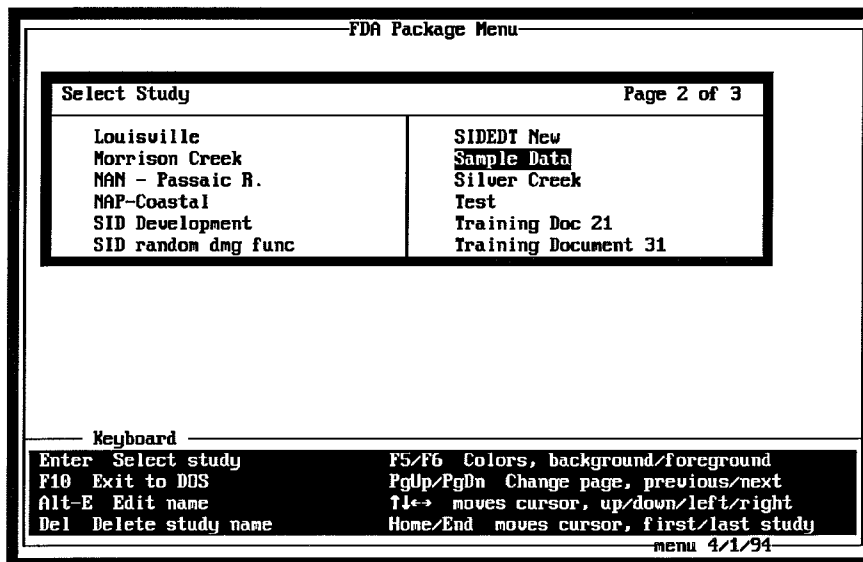 FDA Package Menu
Select Study Page 2 of 3
Louisville SIDEDT New
Morrison Creek Sample Data
NAN - Passaic R. Silver Creek
NAP-Coastal Test
SID Development Training Doc 21
SID random dmg func Training Document 31
Keyboard
Enter Select study F5/F6 Colors, background/foreground
F10 Exit to DOS PgUp/PgDn Change page, previous/next
Alt-E Edit name ↑↓←→ moves cursor, up/down/left/right
Del Delete study name Home/End moves cursor, first/last study
menu 4/1/94